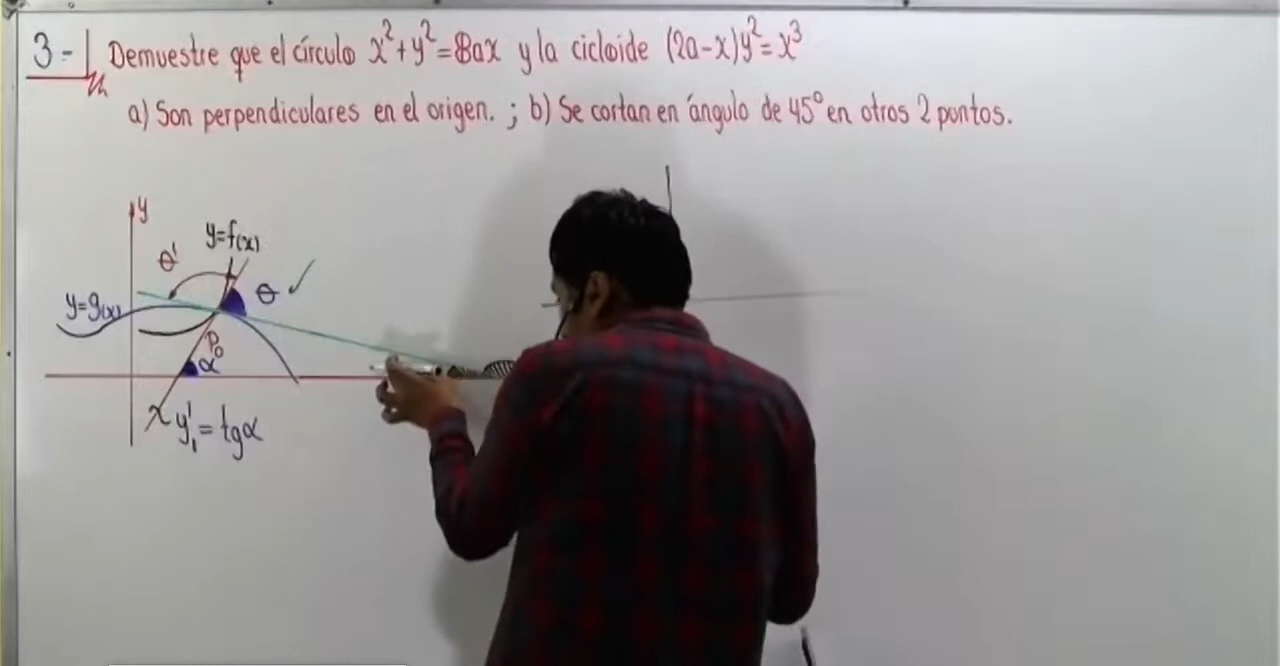 3-| Demuestre que el círculo x²+y²=8ax y la cicloide (2a-x)y²=x³
a) Son perpendiculares en el origen. ; b) Se cortan en ángulo de 45° en otros 2 pontos.
y
y=f(x)
θ'
θ ✓
y=g(x)
P₀
α
x
y'₁=tgα